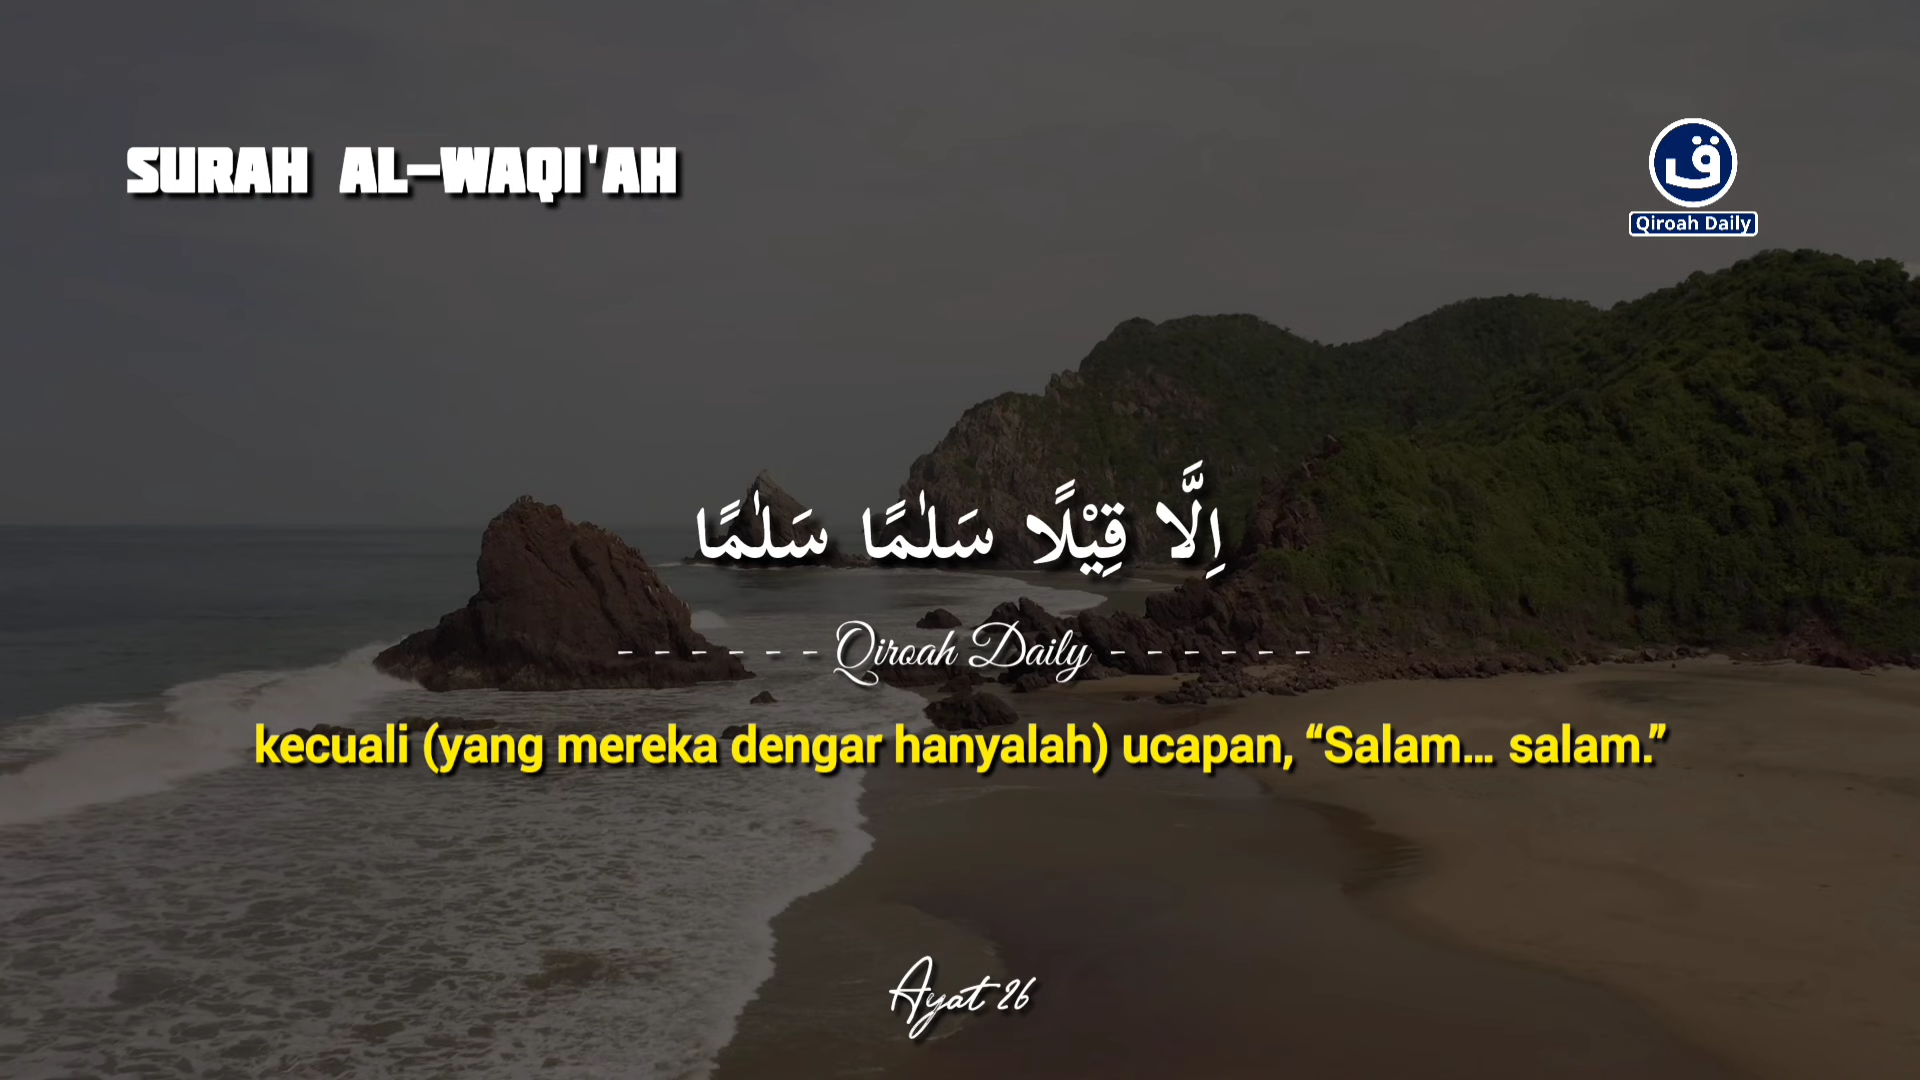 SURAH AL-WAQI'AH
ق
Qiroah Daily
اِلَّا قِيْلًا سَلٰمًا سَلٰمًا
- - - - - - Qiroah Daily - - - - - -
kecuali (yang mereka dengar hanyalah) ucapan, “Salam... salam.”
Ayat 26